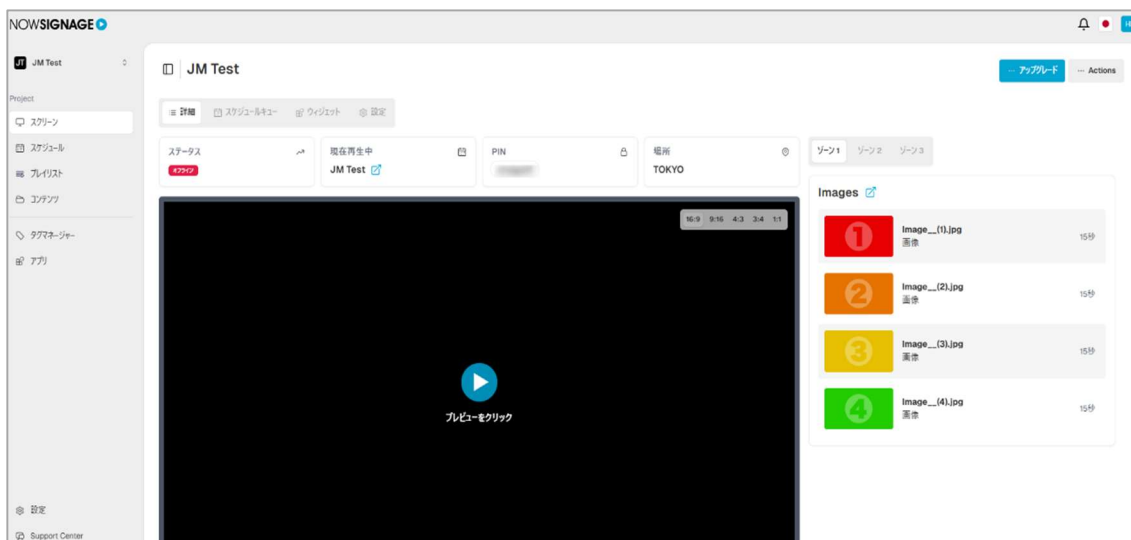 NOWSIGNAGE
JT JM Test
Project
スクリーン
スケジュール
プレイリスト
コンテンツ
タグマネージャー
アプリ
設定
Support Center
JM Test
アップグレード
Actions
詳細
スケジュールキュー
ウィジェット
設定
ステータス
オフライン
現在再生中
JM Test
PIN
場所
TOKYO
16:9 9:16 4:3 3:4 1:1
プレビューをクリック
ゾーン1 ゾーン2 ゾーン3
Images
1
Image__(1).jpg
画像
15秒
2
Image__(2).jpg
画像
15秒
3
Image__(3).jpg
画像
15秒
4
Image__(4).jpg
画像
15秒